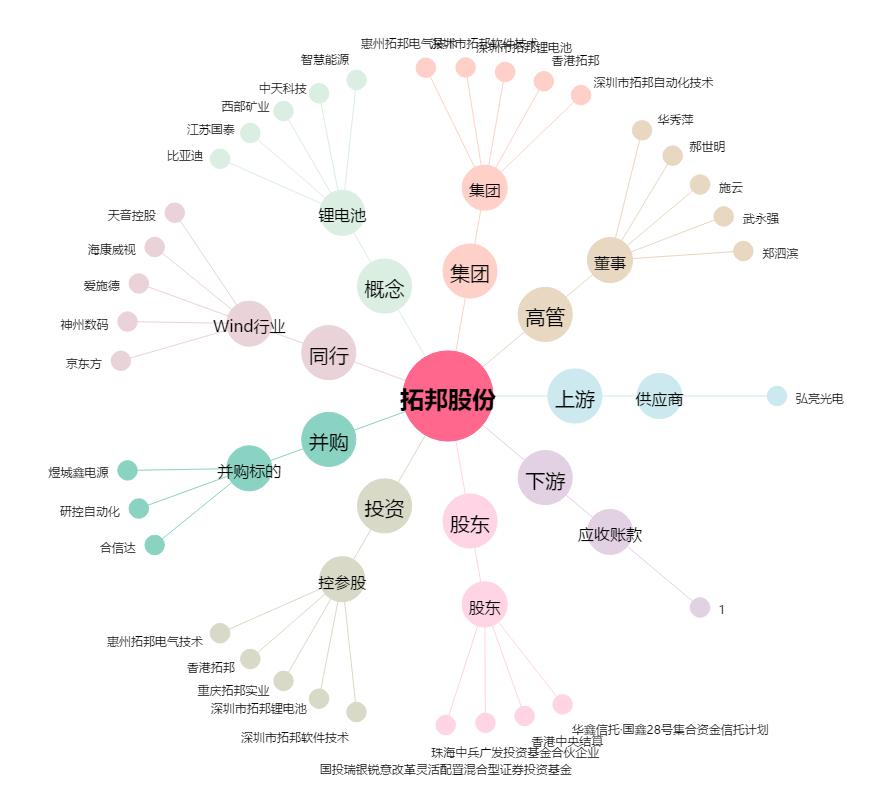 惠州拓邦电气技术
深圳市拓邦软件技术
深圳市拓邦锂电池
香港拓邦
深圳市拓邦自动化技术
集团
集团
智慧能源
中天科技
西部矿业
江苏国泰
比亚迪
锂电池
概念
华秀萍
郝世明
施云
武永强
郑泗滨
董事
高管
天音控股
海康威视
爱施德
神州数码
京东方
Wind行业
同行
拓邦股份
上游
供应商
弘亮光电
并购
并购标的
煜城鑫电源
研控自动化
合信达
下游
应收账款
1
投资
控参股
惠州拓邦电气技术
香港拓邦
重庆拓邦实业
深圳市拓邦锂电池
深圳市拓邦软件技术
股东
股东
华鑫信托·国鑫28号集合资金信托计划
香港中央结算
珠海中兵广发投资基金合伙企业
国投瑞银锐意改革灵活配置混合型证券投资基金